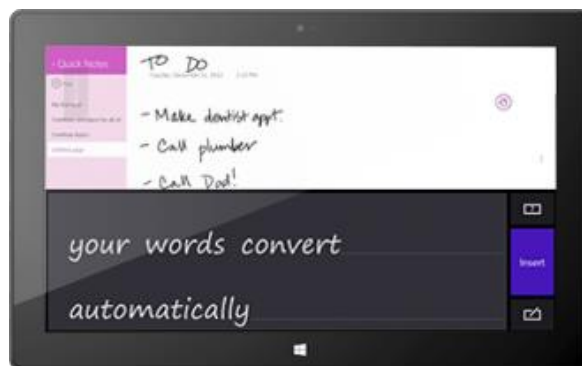 Quick Notes
TO DO
- Make dentist appt.
- Call plumber
- Call Dad!
your words convert
Insert
automatically